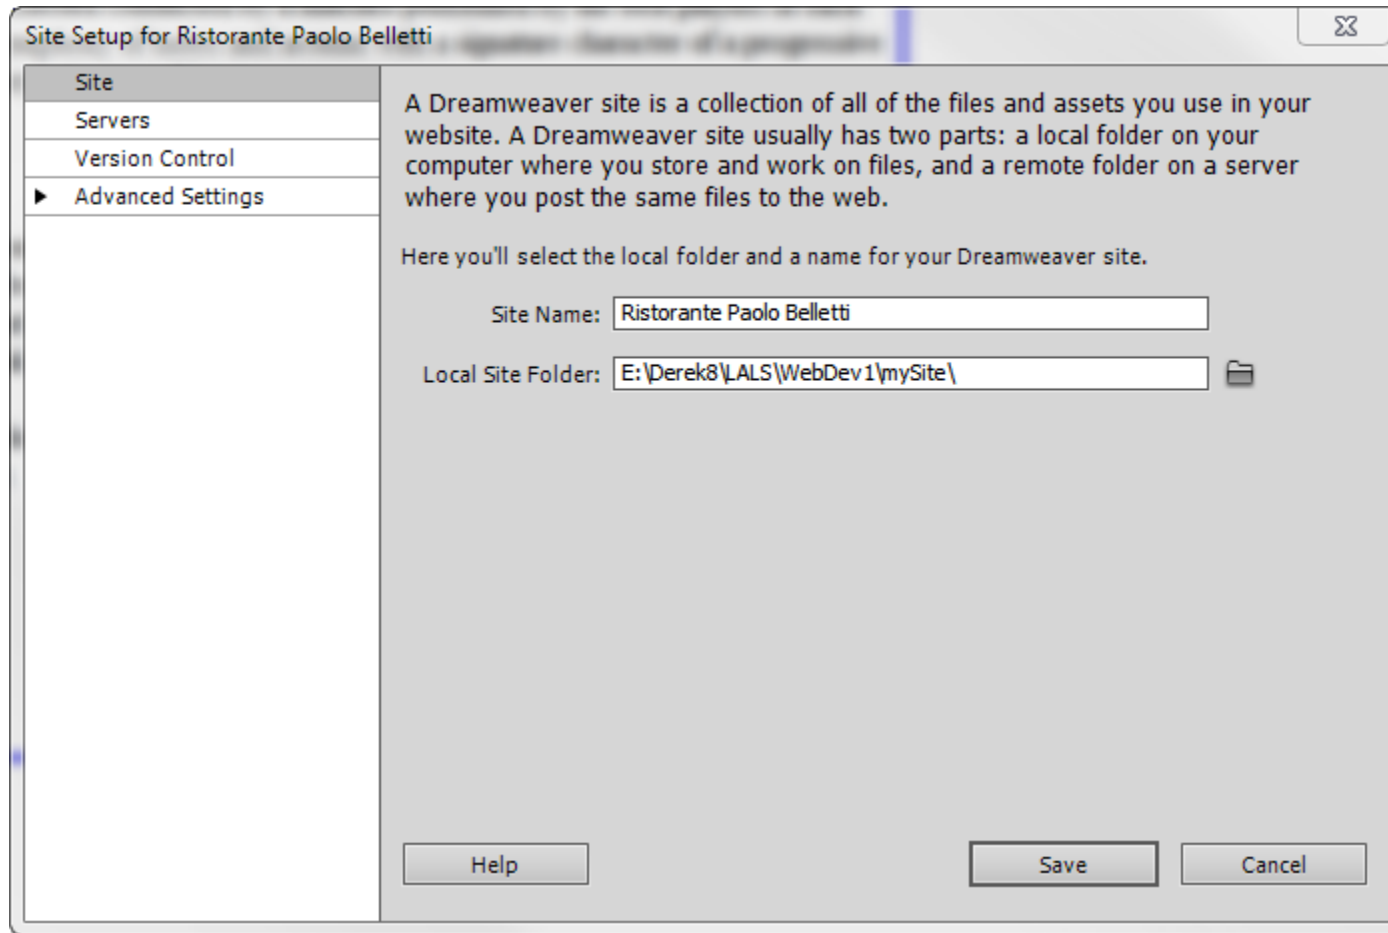 Site Setup for Ristorante Paolo Belletti
a signature character of a progressive
Site
Servers
Version Control
Advanced Settings
A Dreamweaver site is a collection of all of the files and assets you use in your
website. A Dreamweaver site usually has two parts: a local folder on your
computer where you store and work on files, and a remote folder on a server
where you post the same files to the web.
Here you'll select the local folder and a name for your Dreamweaver site.
Site Name: Ristorante Paolo Belletti
Local Site Folder: E:\Derek8\LALS\WebDev1\mySite\
Help
Save
Cancel